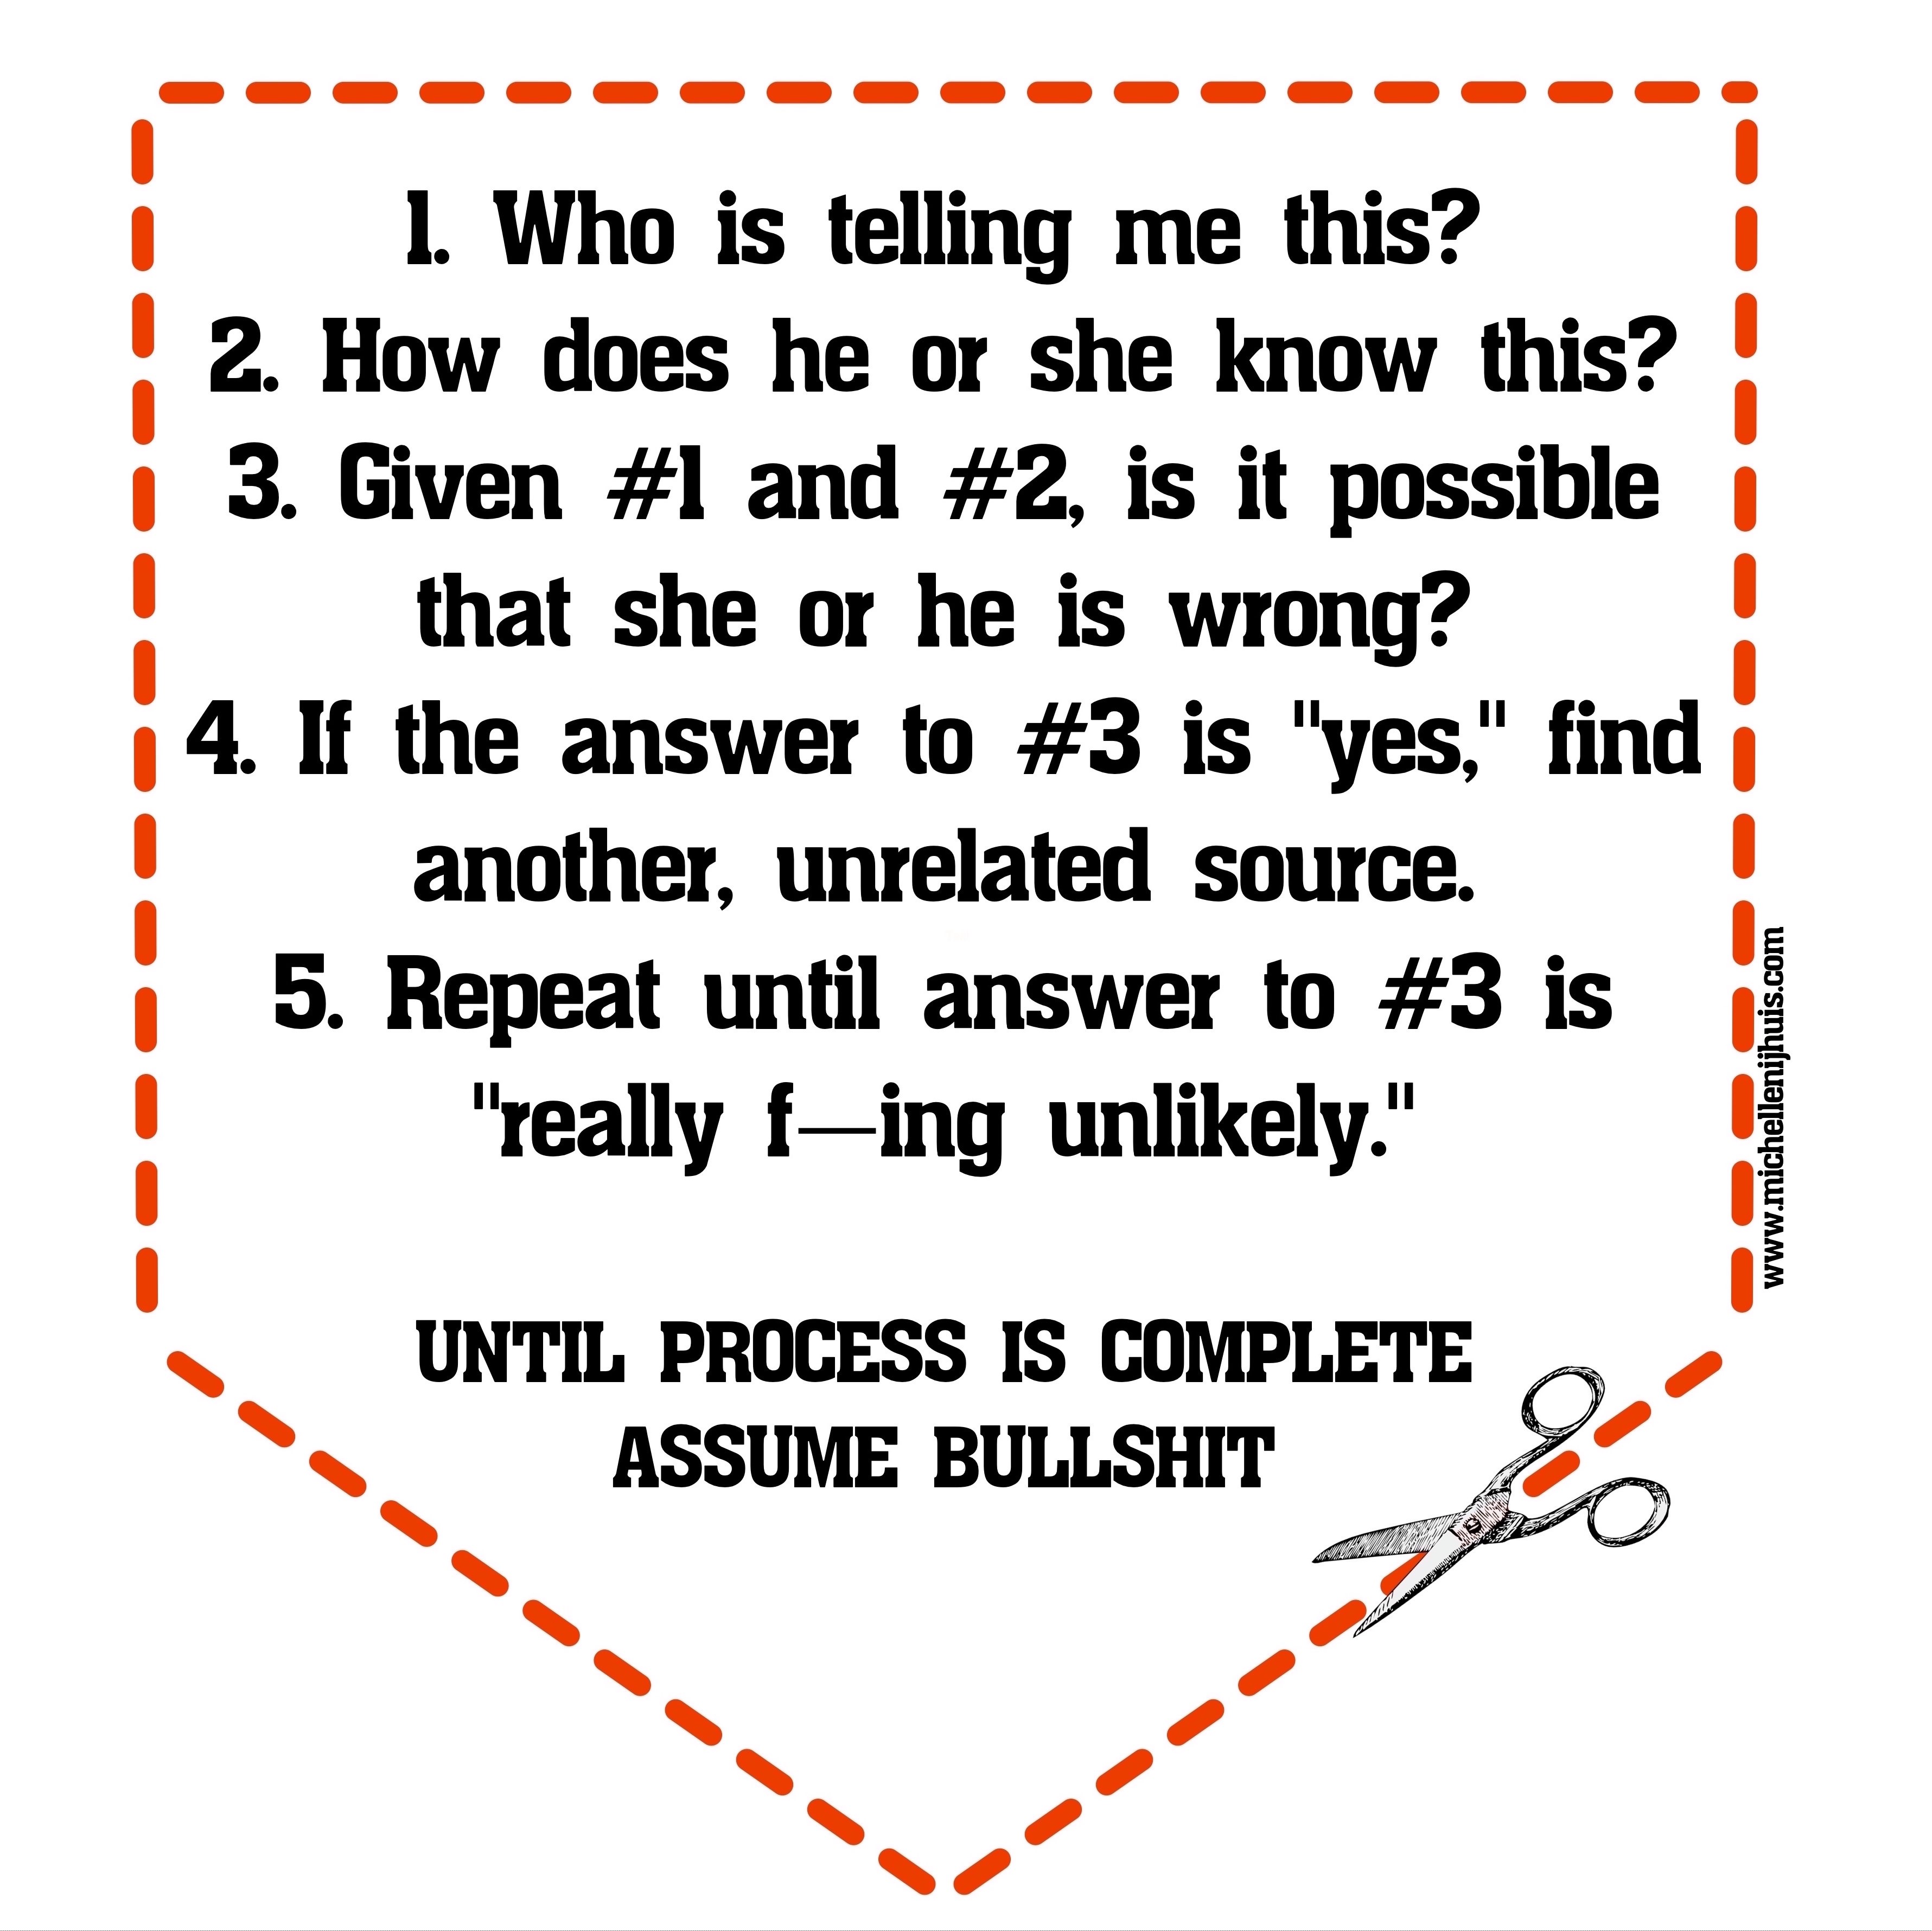 1. Who is telling me this?
2. How does he or she know this?
3. Given #1 and #2, is it possible
that she or he is wrong?
4. If the answer to #3 is "yes," find
another, unrelated source.
5. Repeat until answer to #3 is
"really f—ing unlikely."
UNTIL PROCESS IS COMPLETE
ASSUME BULLSHIT
www.michellenijhuis.com